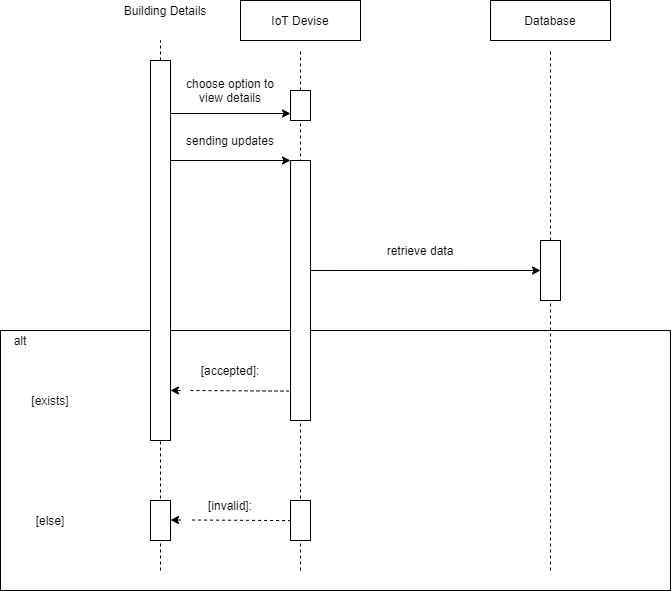 Building Details
IoT Devise
Database
choose option to
view details
sending updates
retrieve data
alt
[accepted]:
[exists]
[invalid]:
[else]